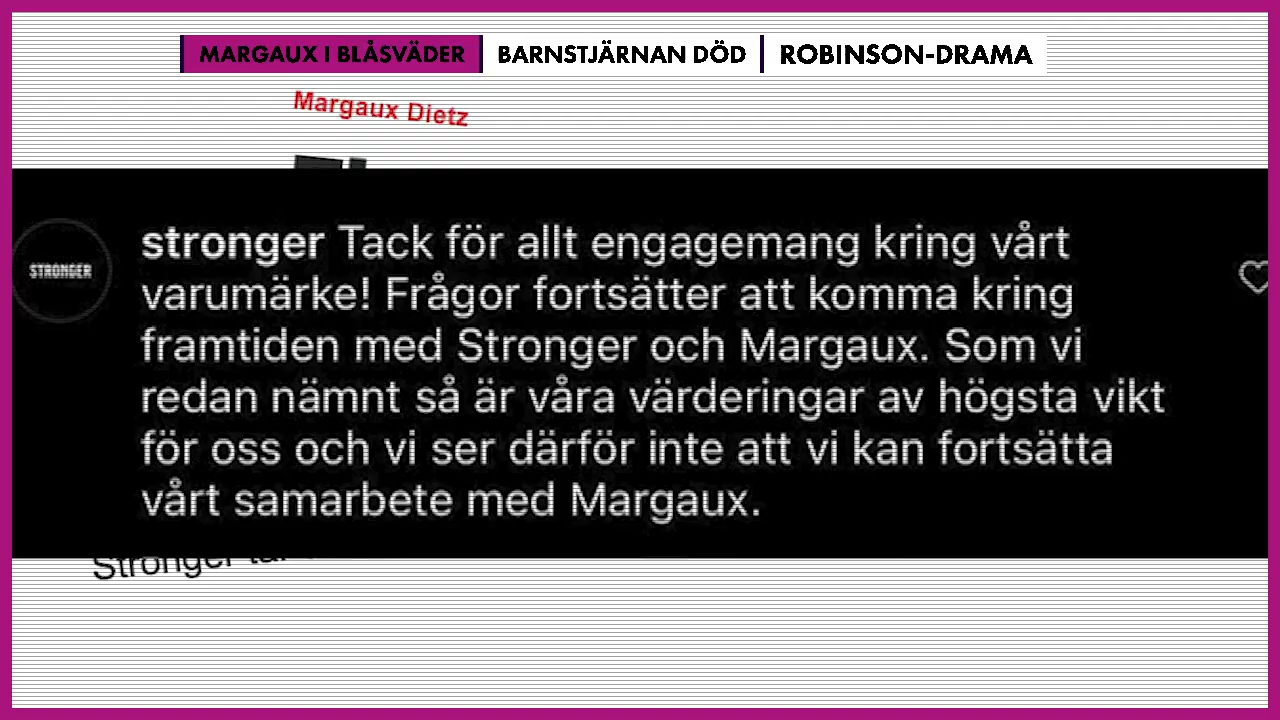 MARGAUX I BLÅSVÄDER BARNSTJÄRNAN DÖD ROBINSON-DRAMA
Margaux Dietz
STRONGER
stronger Tack för allt engagemang kring vårt
varumärke! Frågor fortsätter att komma kring
framtiden med Stronger och Margaux. Som vi
redan nämnt så är våra värderingar av högsta vikt
för oss och vi ser därför inte att vi kan fortsätta
vårt samarbete med Margaux.
Stronger